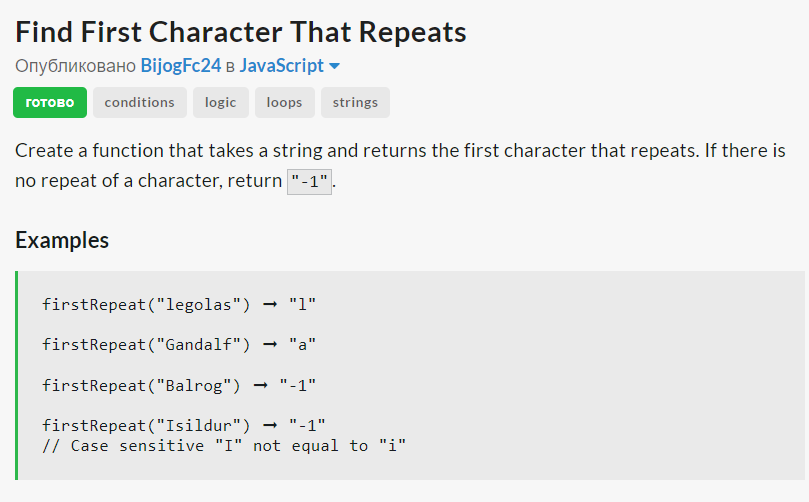 Find First Character That Repeats
Опубликовано BijogFc24 в JavaScript
готово conditions logic loops strings
Create a function that takes a string and returns the first character that repeats. If there is
no repeat of a character, return "-1".
Examples
firstRepeat("legolas") ➞ "l"
firstRepeat("Gandalf") ➞ "a"
firstRepeat("Balrog") ➞ "-1"
firstRepeat("Isildur") ➞ "-1"
// Case sensitive "I" not equal to "i"